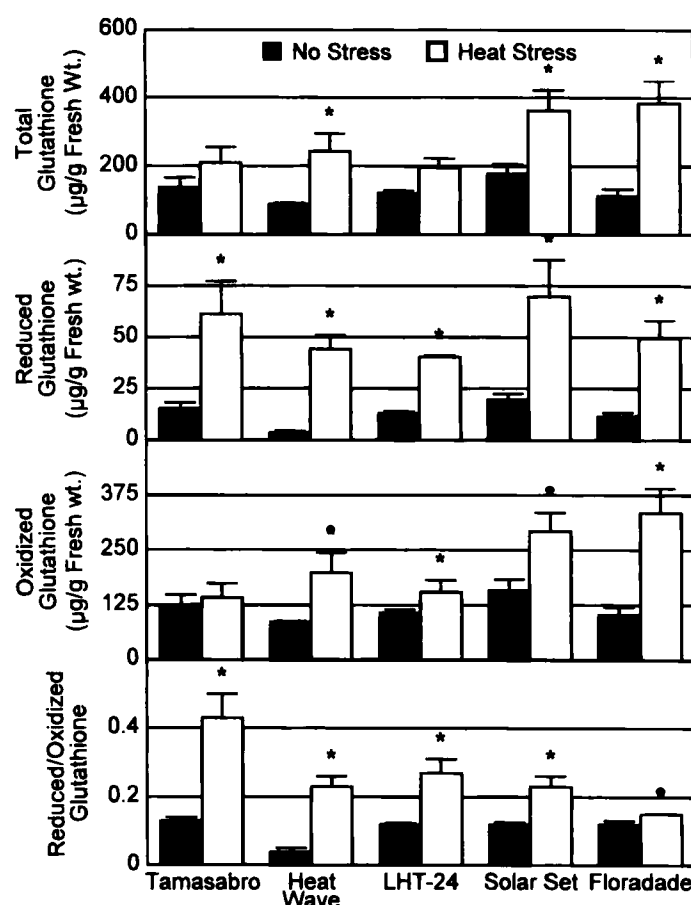 600
No Stress
Heat Stress
400
200
0
Total
Glutathione
(µg/g Fresh Wt.)
* * *
75
50
25
0
Reduced
Glutathione
(µg/g Fresh wt.)
* * * * *
375
250
125
0
Oxidized
Glutathione
(µg/g Fresh wt.)
* * * *
0.4
0.2
0
Reduced/Oxidized
Glutathione
* * * * *
Tamasabro
Heat
Wave
LHT-24
Solar Set
Floradade